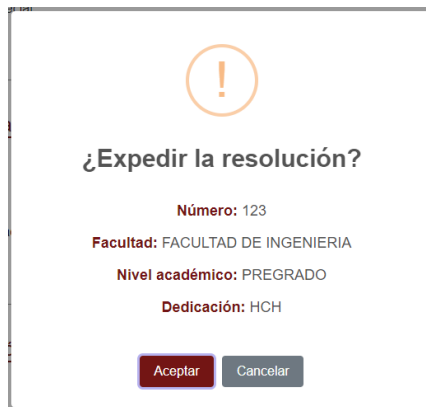 !
¿Expedir la resolución?
Número: 123
Facultad: FACULTAD DE INGENIERIA
Nivel académico: PREGRADO
Dedicación: HCH
Aceptar Cancelar